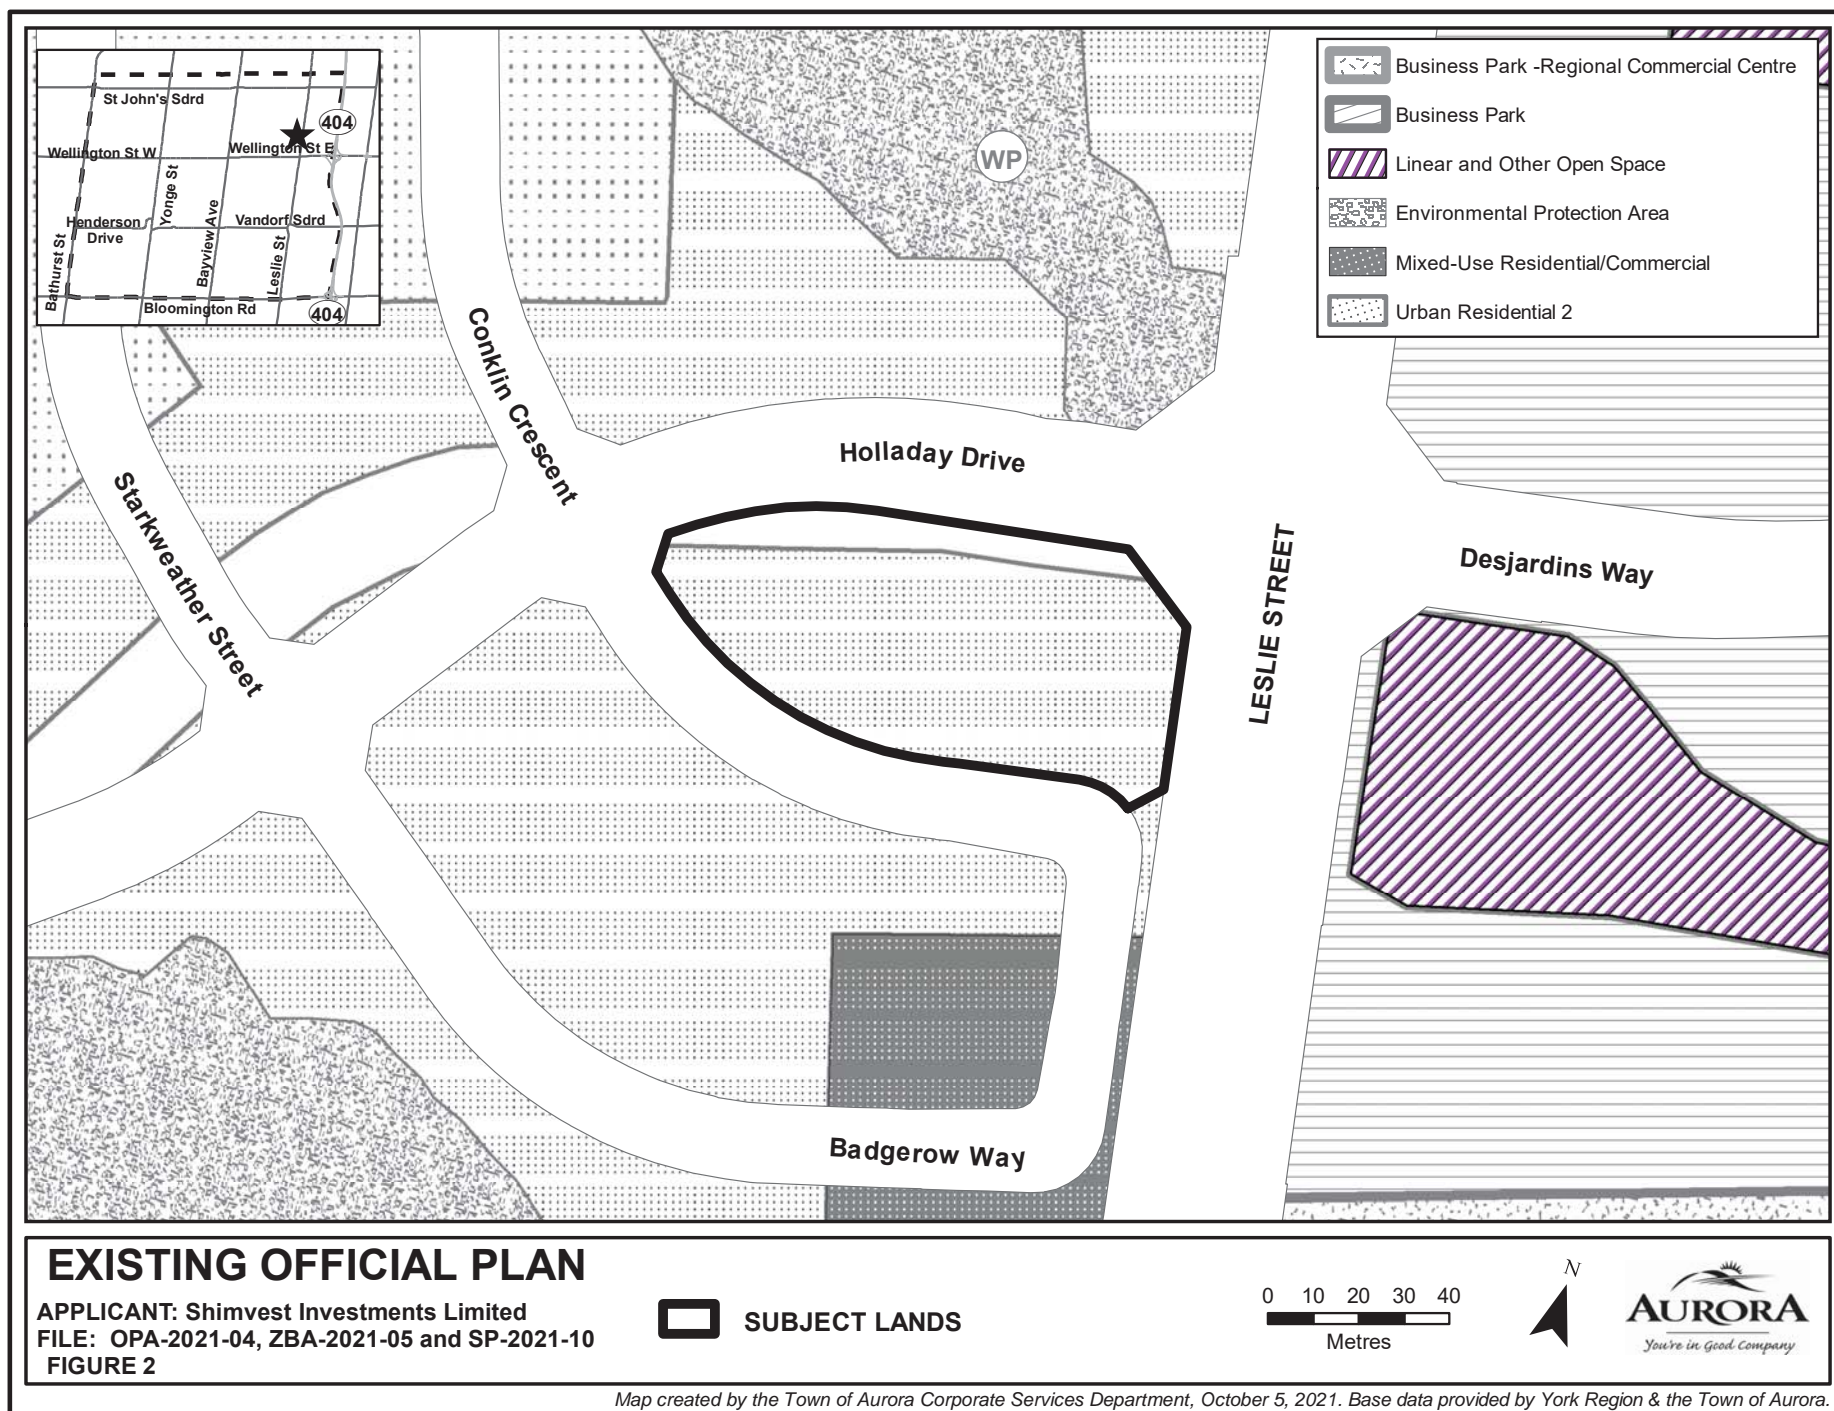 St John's Sdrd
404
Wellington St W
Wellington St E
Yonge St
Henderson
Drive
Vandorf Sdrd
Bayview Ave
Leslie St
Bathurst St
Bloomington Rd
404
WP
Business Park -Regional Commercial Centre
Business Park
Linear and Other Open Space
Environmental Protection Area
Mixed-Use Residential/Commercial
Urban Residential 2
Conklin Crescent
Holladay Drive
Starkweather Street
LESLIE STREET
Desjardins Way
Badgerow Way
EXISTING OFFICIAL PLAN
APPLICANT: Shimvest Investments Limited
FILE: OPA-2021-04, ZBA-2021-05 and SP-2021-10
FIGURE 2
SUBJECT LANDS
0 10 20 30 40
Metres
N
AURORA
You're in Good Company
Map created by the Town of Aurora Corporate Services Department, October 5, 2021. Base data provided by York Region & the Town of Aurora.